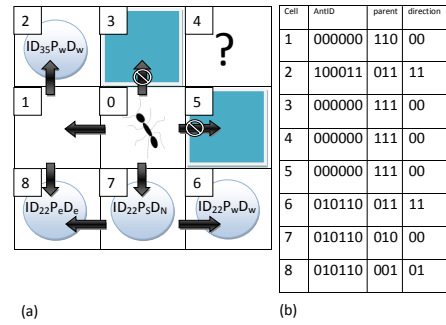 2 3 4
ID35PwDw ?
1 0 5
8 7 6
ID22PeDe ID22PSDN ID22PwDw
(a)
Cell AntID parent direction
1 000000 110 00
2 100011 011 11
3 000000 111 00
4 000000 111 00
5 000000 111 00
6 010110 011 11
7 010110 010 00
8 010110 001 01
(b)